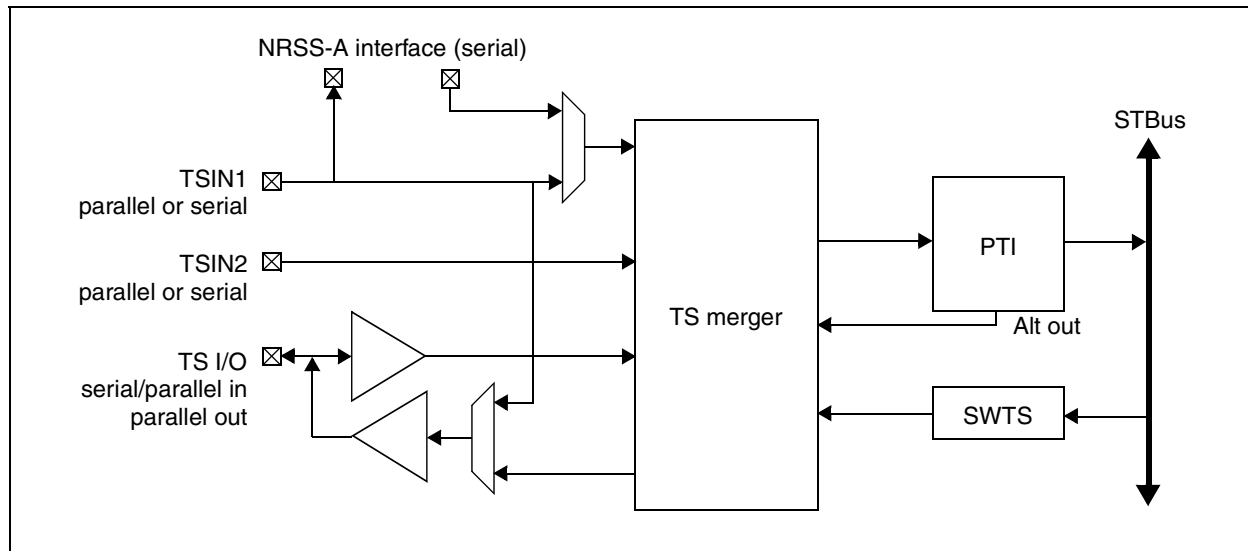 NRSS-A interface (serial)
STBus
TSIN1
parallel or serial
PTI
TSIN2
parallel or serial
TS merger
Alt out
TS I/O
serial/parallel in
parallel out
SWTS